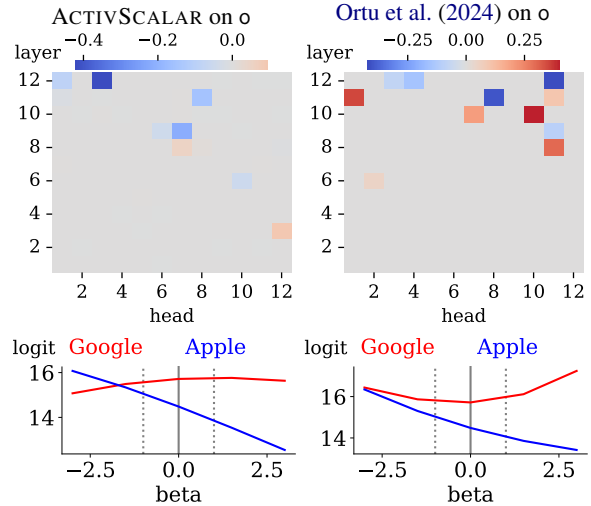 ACTIVSCALAR on o
Ortu et al. (2024) on o
layer −0.4 −0.2 0.0
layer −0.25 0.00 0.25
12
10
8
6
4
2
2 4 6 8 10 12
head
12
10
8
6
4
2
2 4 6 8 10 12
head
logit Google Apple
16
14
−2.5 0.0 2.5
beta
logit Google Apple
16
14
−2.5 0.0 2.5
beta